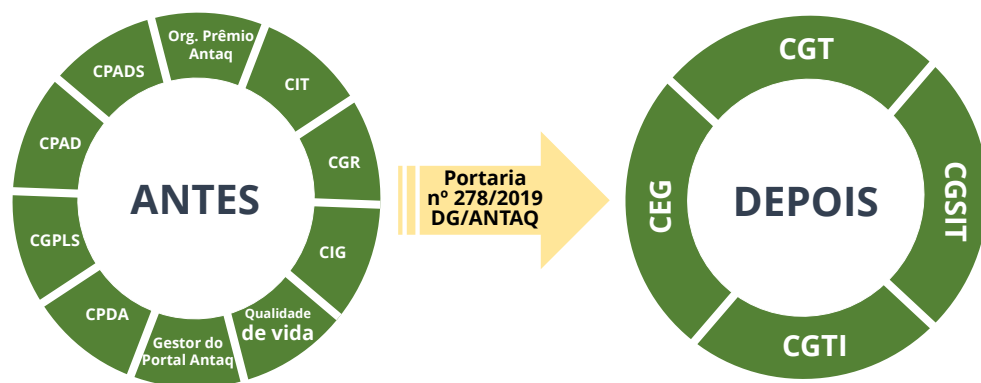 Org. Prêmio
Antaq
CIT
CGR
CIG
Qualidade
de vida
Gestor do
Portal Antaq
CPDA
CGPLS
CPAD
CPADS
ANTES
Portaria
nº 278/2019
DG/ANTAQ
CGT
CGSIT
CGTI
CEG
DEPOIS